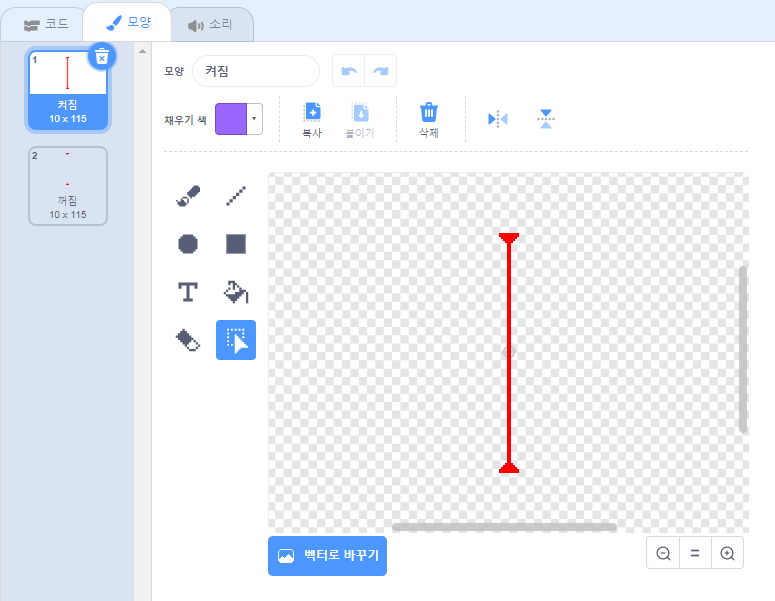 코드
모양
소리
1
켜짐
10 x 115
2
꺼짐
10 x 115
모양
켜짐
채우기 색
복사
붙이기
삭제
벡터로 바꾸기